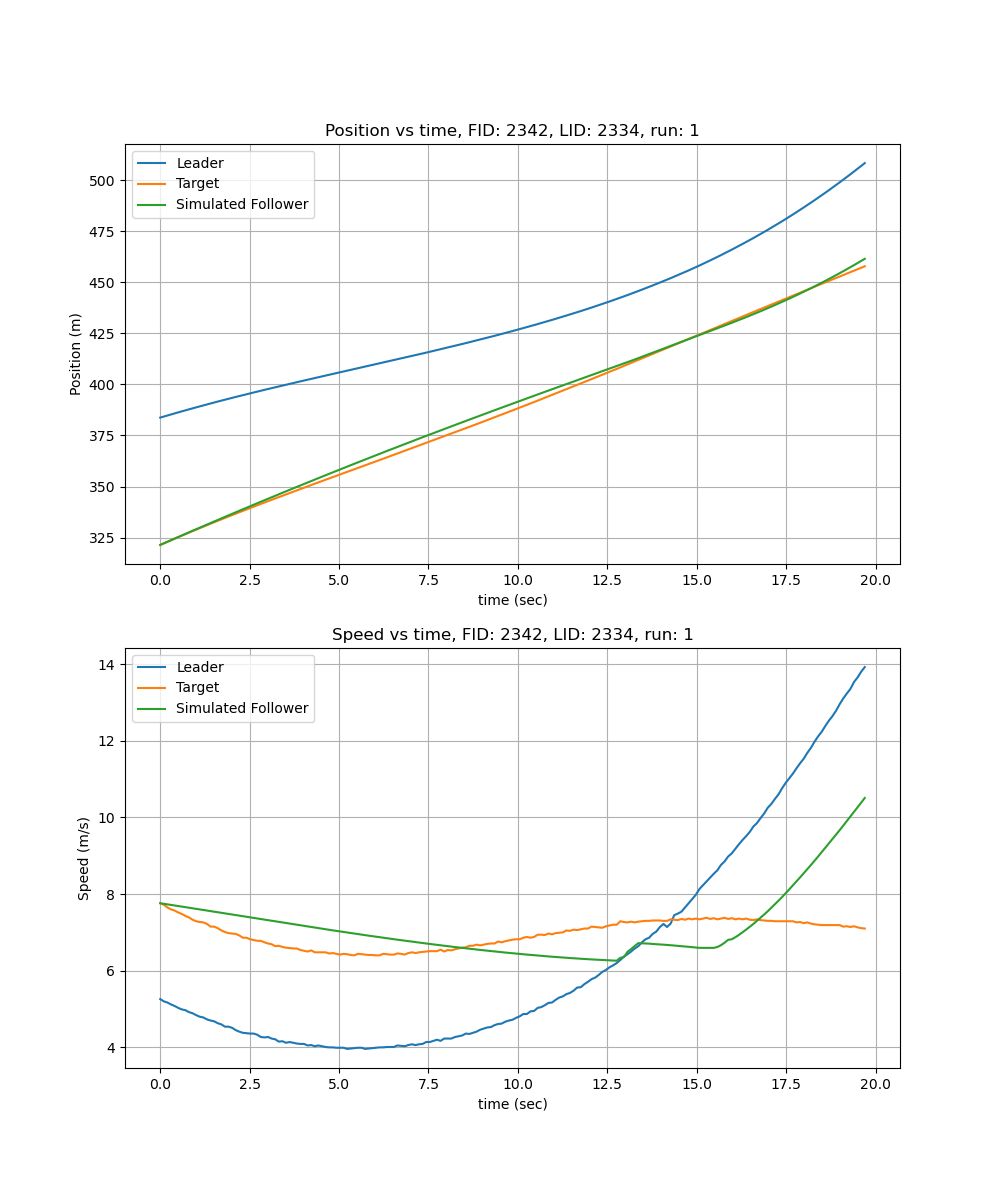 Position vs time, FID: 2342, LID: 2334, run: 1
Leader
Target
Simulated Follower
500
475
450
425
400
375
350
325
Position (m)
0.0 2.5 5.0 7.5 10.0 12.5 15.0 17.5 20.0
time (sec)
Speed vs time, FID: 2342, LID: 2334, run: 1
Leader
Target
Simulated Follower
14
12
10
8
6
4
Speed (m/s)
0.0 2.5 5.0 7.5 10.0 12.5 15.0 17.5 20.0
time (sec)